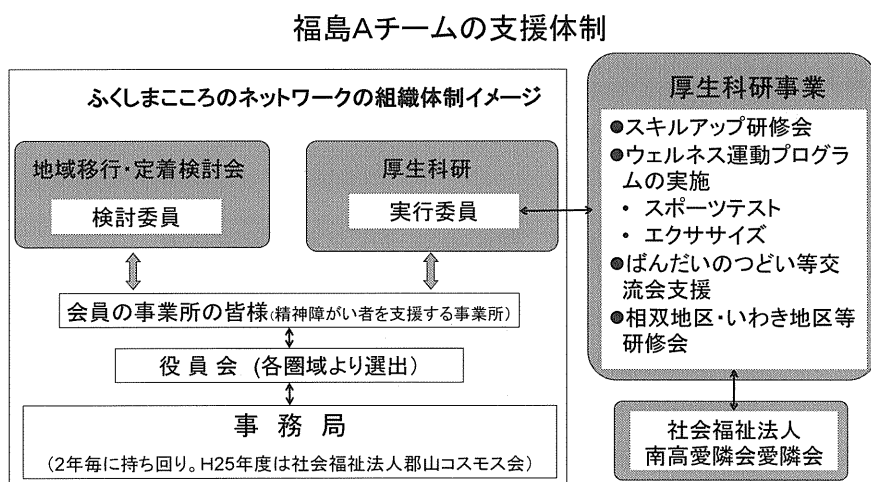 福島Aチームの支援体制
ふくしまこころのネットワークの組織体制イメージ
地域移行・定着検討会
検討委員
厚生科研
実行委員
会員の事業所の皆様(精神障がい者を支援する事業所)
役員会 (各圏域より選出)
事務局
(2年毎に持ち回り。H25年度は社会福祉法人郡山コスモス会)
厚生科研事業
●スキルアップ研修会
●ウェルネス運動プログラ
ムの実施
・ スポーツテスト
・ エクササイズ
●ばんだいのつどい等交
流会支援
●相双地区・いわき地区等
研修会
社会福祉法人
南高愛隣会愛隣会